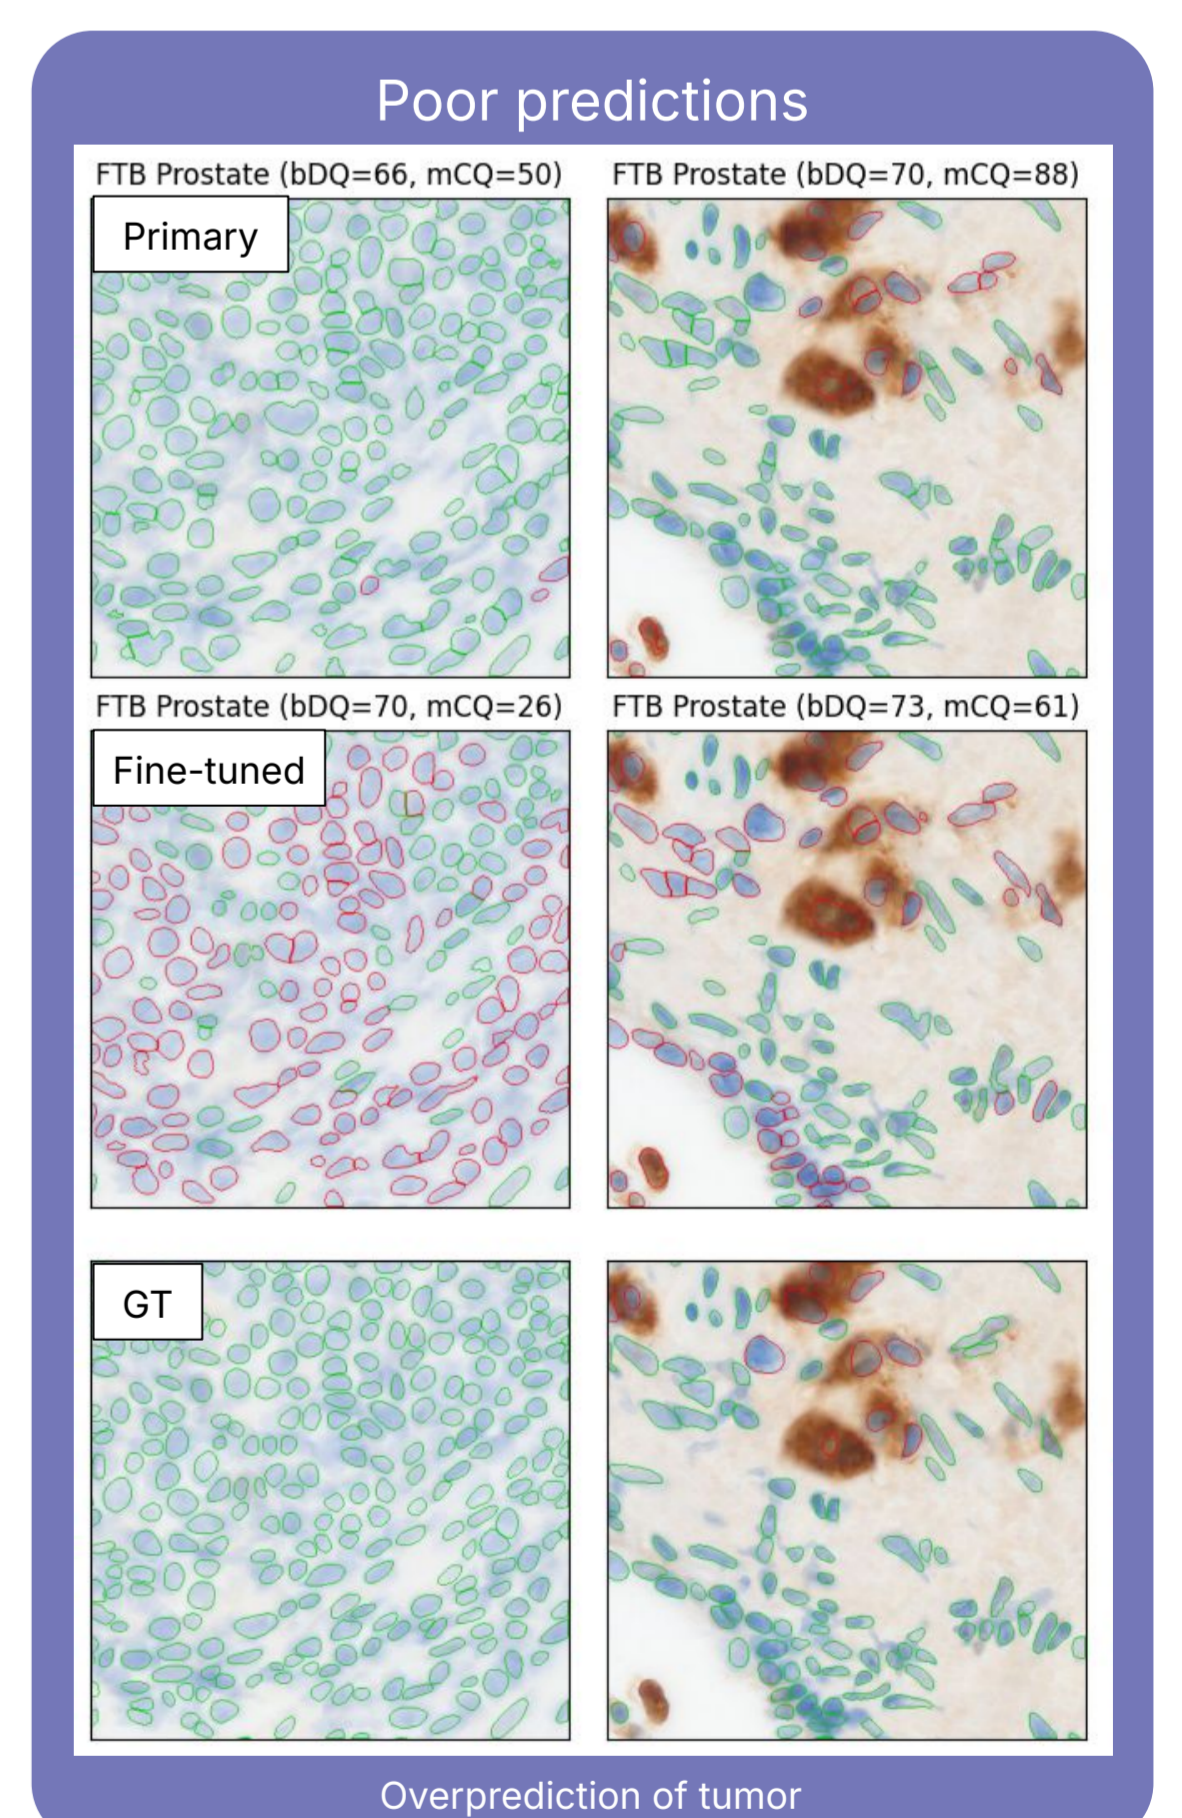 Poor predictions
FTB Prostate (bDQ=66, mCQ=50)
FTB Prostate (bDQ=70, mCQ=88)
Primary
FTB Prostate (bDQ=70, mCQ=26)
FTB Prostate (bDQ=73, mCQ=61)
Fine-tuned
GT
Overprediction of tumor